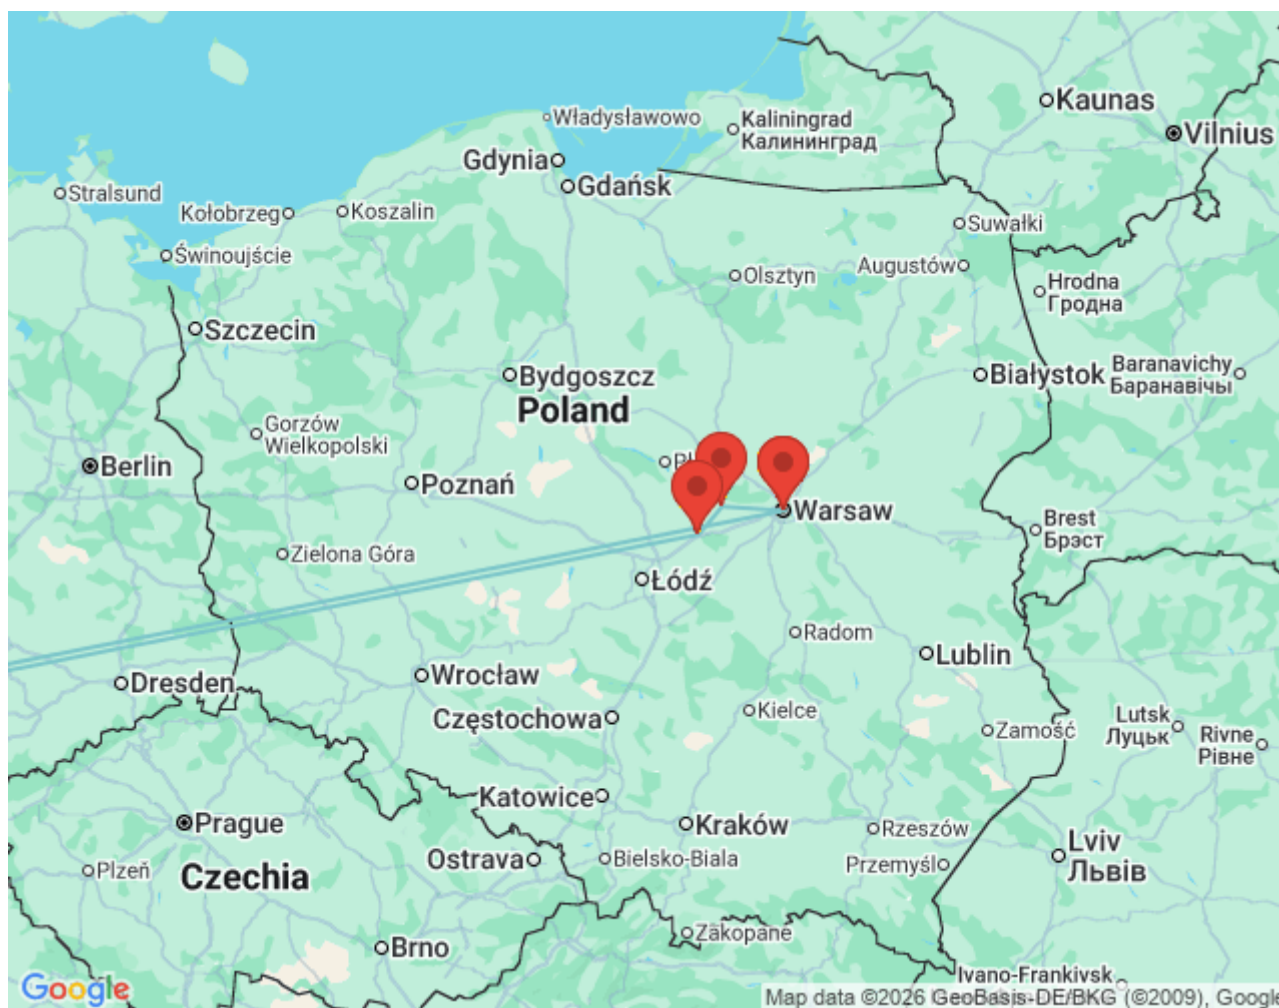 Kaunas
Władysławowo
Kaliningrad
Калининград
Vilnius
Gdynia
Gdańsk
Stralsund
Kołobrzeg
Koszalin
Suwałki
Świnoujście
Augustów
Olsztyn
Hrodna
Гродна
Szczecin
Bydgoszcz
Białystok
Baranavichy
Баранавічы
Poland
Gorzów
Wielkopolski
Berlin
Poznań
Warsaw
Brest
Брэст
Zielona Góra
Łódź
Radom
Lublin
Dresden
Wrocław
Częstochowa
Kielce
Zamość
Lutsk
Луцьк
Rivne
Рівне
Katowice
Prague
Kraków
Rzeszów
Ostrava
Bielsko-Biala
Przemyśl
Lviv
Львів
Plzeň
Czechia
Zakopane
Brno
Ivano-Frankivsk
Google
Map data ©2026 GeoBasis-DE/BKG (©2009), Google